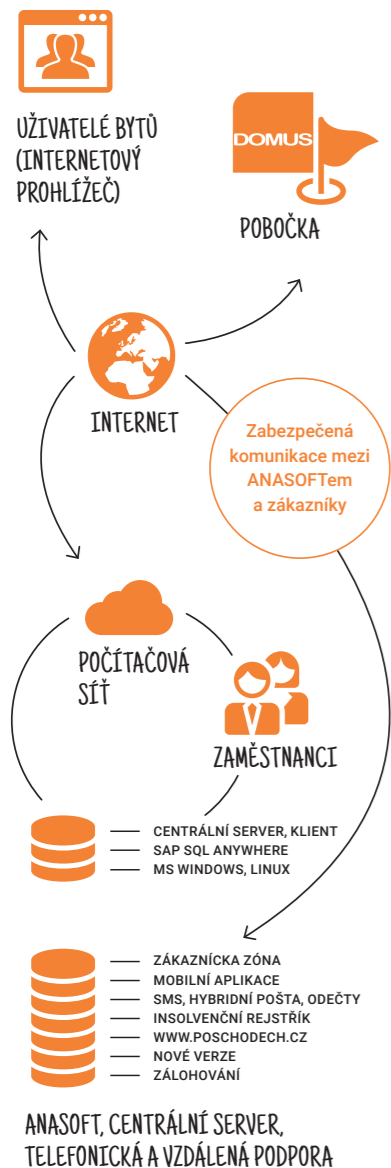 UŽIVATELÉ BYTŮ
(INTERNETOVÝ
PROHLÍŽEČ)
DOMUS
POBOČKA
INTERNET
Zabezpečená
komunikace mezi
ANASOFTem
a zákazníky
POČÍTAČOVÁ
SÍŤ
ZAMĚSTNANCI
CENTRÁLNÍ SERVER, KLIENT
SAP SQL ANYWHERE
MS WINDOWS, LINUX
ZÁKAZNÍCKA ZÓNA
MOBILNÍ APLIKACE
SMS, HYBRIDNÍ POŠTA, ODEČTY
INSOLVENČNÍ REJSTŘÍK
WWW.POSCHODECH.CZ
NOVÉ VERZE
ZÁLOHOVÁNÍ
ANASOFT, CENTRÁLNÍ SERVER,
TELEFONICKÁ A VZDÁLENÁ PODPORA